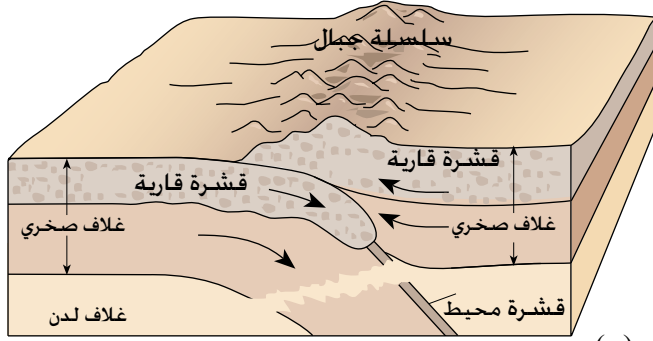 سلسلة جبال
قشرة قارية
قشرة قارية
غلاف صخري
غلاف صخري
قشرة محيط
غلاف لدن